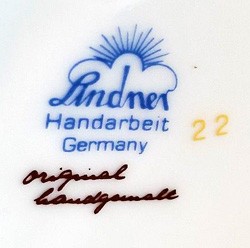 Lindner
Handarbeit
Germany
22
original
handgemalt